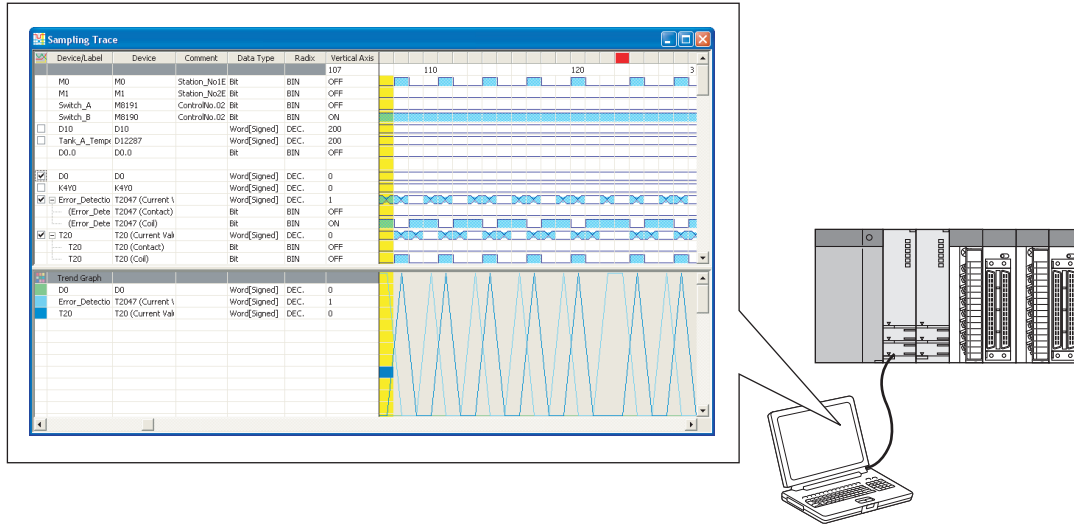 Sampling Trace
Device/Label Device Comment Data Type Radix Vertical Axis
107 110 120 3
M0 M0 Station_No1E Bit BIN OFF
M1 M1 Station_No2E Bit BIN OFF
Switch_A M8191 ControlNo.02 Bit BIN OFF
Switch_B M8190 ControlNo.02 Bit BIN ON
D10 D10 Word[Signed] DEC. 200
Tank_A_Tempe D12287 Word[Signed] DEC. 200
D0.0 D0.0 Bit BIN OFF
D0 D0 Word[Signed] DEC. 0
K4Y0 K4Y0 Word[Signed] DEC. 0
Error_Detectio T2047 (Current V Word[Signed] DEC. 1
(Error_Dete T2047 (Contact) Bit BIN OFF
(Error_Dete T2047 (Coil) Bit BIN ON
T20 T20 (Current Valu Word[Signed] DEC. 0
T20 T20 (Contact) Bit BIN OFF
T20 T20 (Coil) Bit BIN OFF
Trend Graph
D0 D0 Word[Signed] DEC. 0
Error_Detectio T2047 (Current V Word[Signed] DEC. 1
T20 T20 (Current Valu Word[Signed] DEC. 0